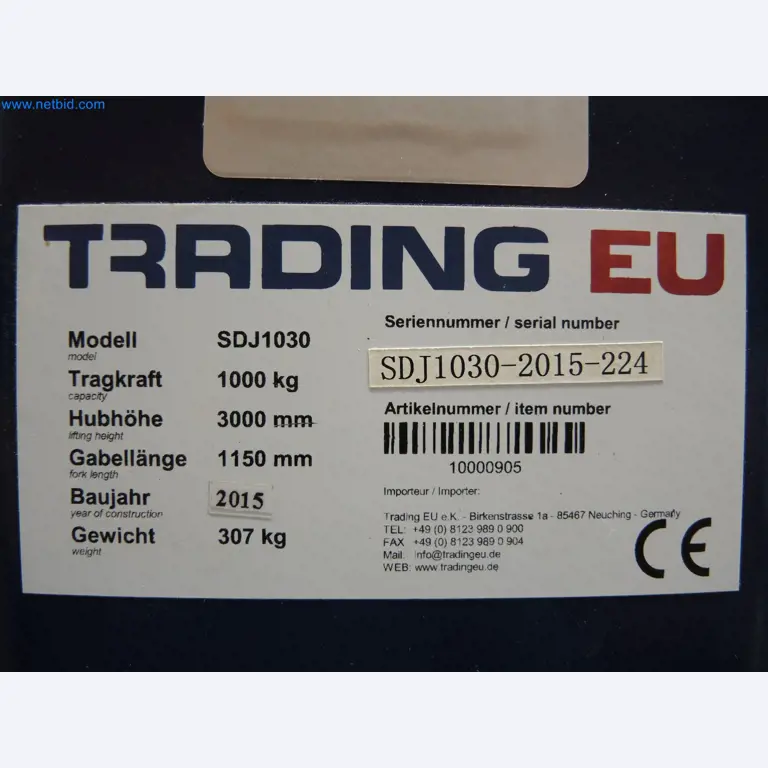 www.netbid.com
TRADING EU
Modell SDJ1030
model
Tragkraft 1000 kg
capacity
Hubhöhe 3000 mm
lifting height
Gabellänge 1150 mm
fork length
Baujahr 2015
year of construction
Gewicht 307 kg
weight
Seriennummer / serial number
SDJ1030-2015-224
Artikelnummer / item number
10000905
Importeur / Importer:
Trading EU e.K. - Birkenstrasse 1a - 85467 Neuching - Germany
TEL: +49 (0) 8123 989 0 900
FAX +49 (0) 8123 989 0 904
Mail: info@tradingeu.de
WEB: www.tradingeu.de
CE